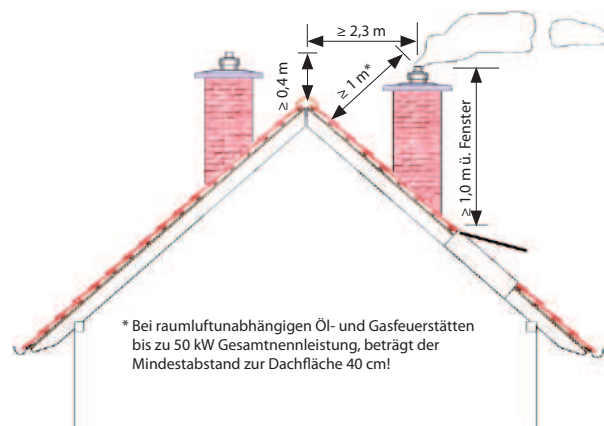 ≥ 2,3 m
≥ 0,4 m
≥ 1 m*
≥ 1,0 m ü. Fenster
* Bei raumluftunabhängigen Öl- und Gasfeuerstätten
bis zu 50 kW Gesamtnennleistung, beträgt der
Mindestabstand zur Dachfläche 40 cm!